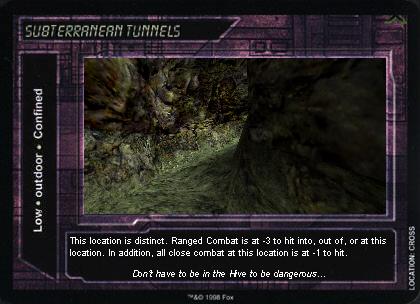 SUBTERRANEAN TUNNELS
Low • outdoor • Confined
This location is distinct. Ranged Combat is at -3 to hit into, out of, or at this
location. In addition, all close combat at this location is at -1 to hit.
Don't have to be in the Hive to be dangerous...
LOCATION: CROSS
™&© 1998 Fox